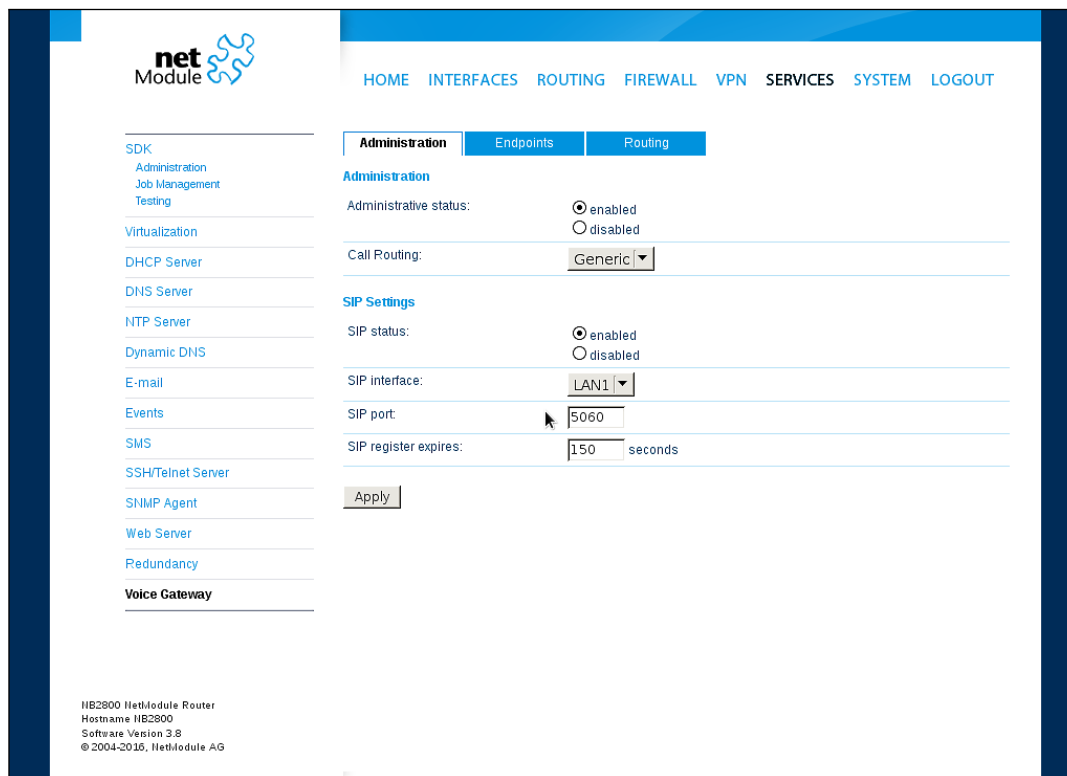 net
Module
HOME INTERFACES ROUTING FIREWALL VPN SERVICES SYSTEM LOGOUT
SDK
Administration
Job Management
Testing
Virtualization
DHCP Server
DNS Server
NTP Server
Dynamic DNS
E-mail
Events
SMS
SSH/Telnet Server
SNMP Agent
Web Server
Redundancy
Voice Gateway
Administration Endpoints Routing
Administration
Administrative status:
enabled
disabled
Call Routing: Generic
SIP Settings
SIP status:
enabled
disabled
SIP interface: LAN1
SIP port: 5060
SIP register expires: 150 seconds
Apply
NB2800 NetModule Router
Hostname NB2800
Software Version 3.8
© 2004-2016, NetModule AG